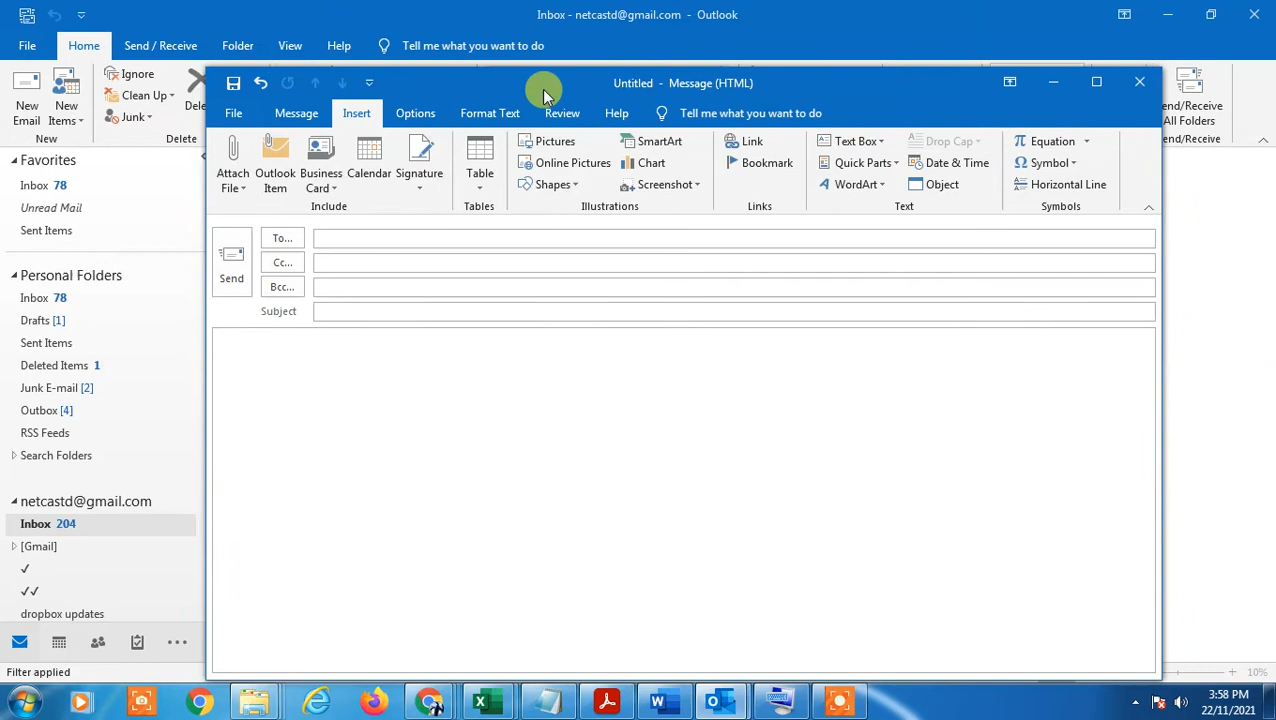 Inbox - netcastd@gmail.com - Outlook
File Home Send / Receive Folder View Help Tell me what you want to do
New Email
New Items
New
Ignore
Clean Up
Junk
Delete
Send/Receive
All Folders
Untitled - Message (HTML)
File Message Insert Options Format Text Review Help Tell me what you want to do
Attach File
Outlook Item
Business Card
Calendar
Signature
Include
Table
Tables
Pictures
Online Pictures
Shapes
SmartArt
Chart
Screenshot
Illustrations
Link
Bookmark
Links
Text Box
Quick Parts
WordArt
Drop Cap
Date & Time
Object
Text
Equation
Symbol
Horizontal Line
Symbols
Send
To...
Cc...
Bcc...
Subject
Favorites
Inbox 78
Unread Mail
Sent Items
Personal Folders
Inbox 78
Drafts [1]
Sent Items
Deleted Items 1
Junk E-mail [2]
Outbox [4]
RSS Feeds
Search Folders
netcastd@gmail.com
Inbox 204
[Gmail]
✓
✓✓
dropbox updates
Filter applied
10%
3:58 PM
22/11/2021